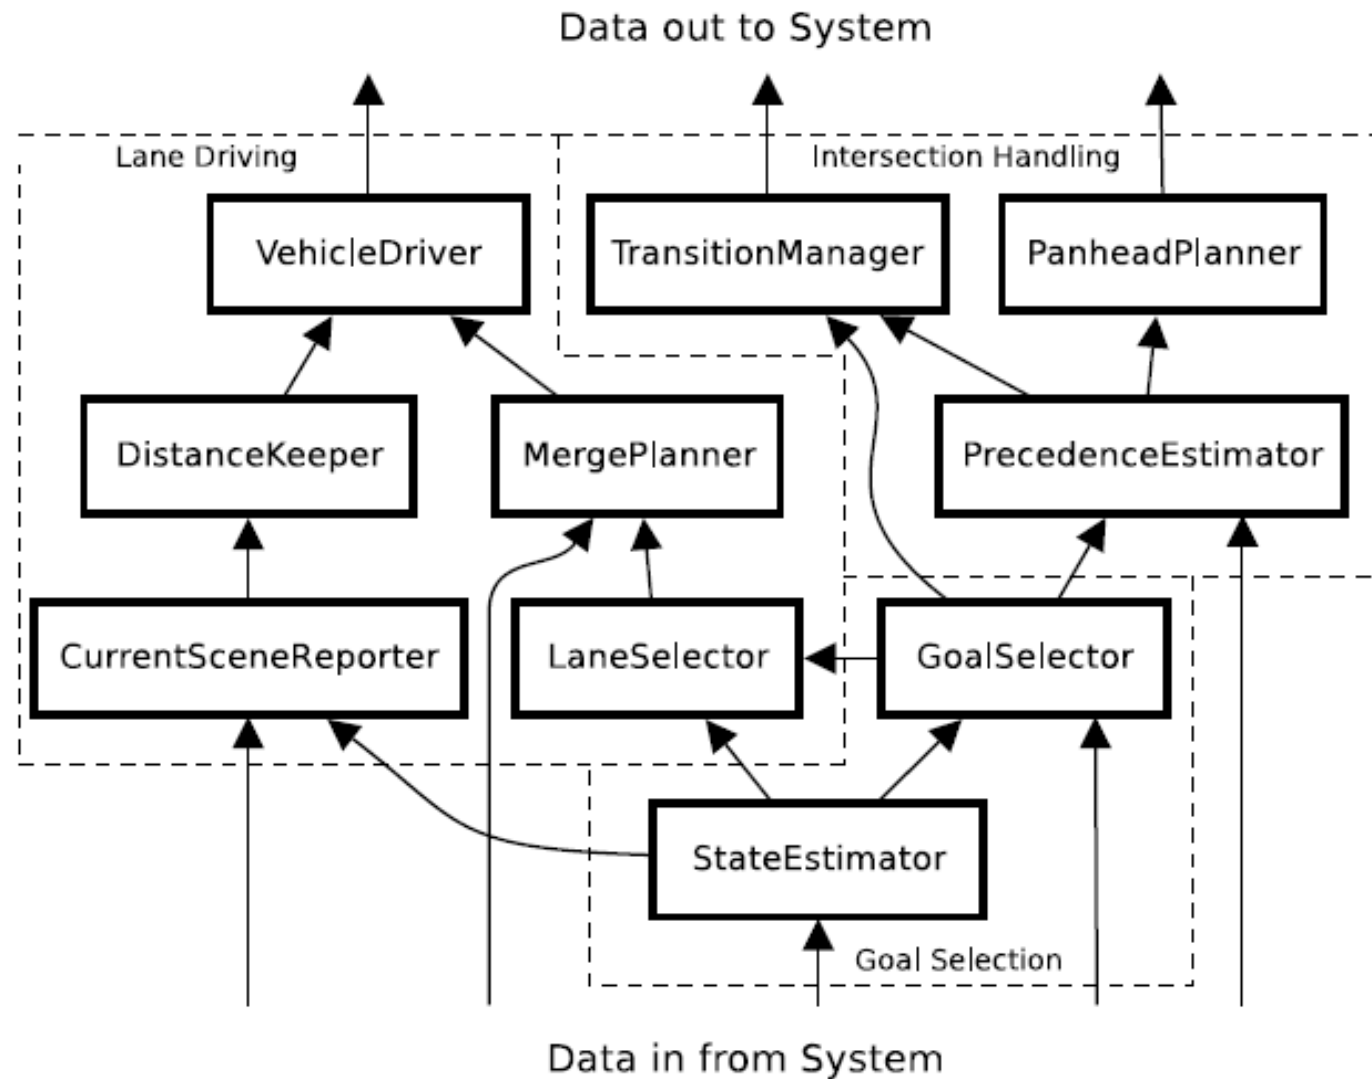 Data out to System
Lane Driving
Intersection Handling
VehicleDriver
TransitionManager
PanheadPlanner
DistanceKeeper
MergePlanner
PrecedenceEstimator
CurrentSceneReporter
LaneSelector
GoalSelector
StateEstimator
Goal Selection
Data in from System